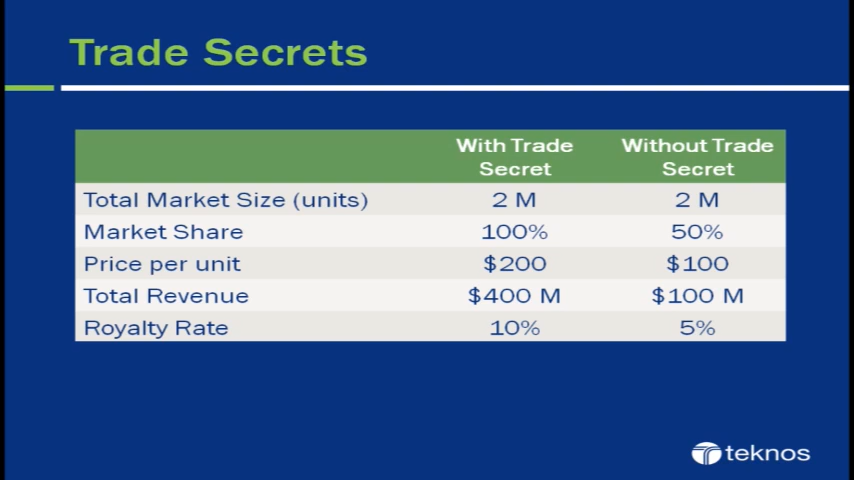 Trade Secrets
With Trade Secret Without Trade Secret
Total Market Size (units) 2 M 2 M
Market Share 100% 50%
Price per unit $200 $100
Total Revenue $400 M $100 M
Royalty Rate 10% 5%
teknos